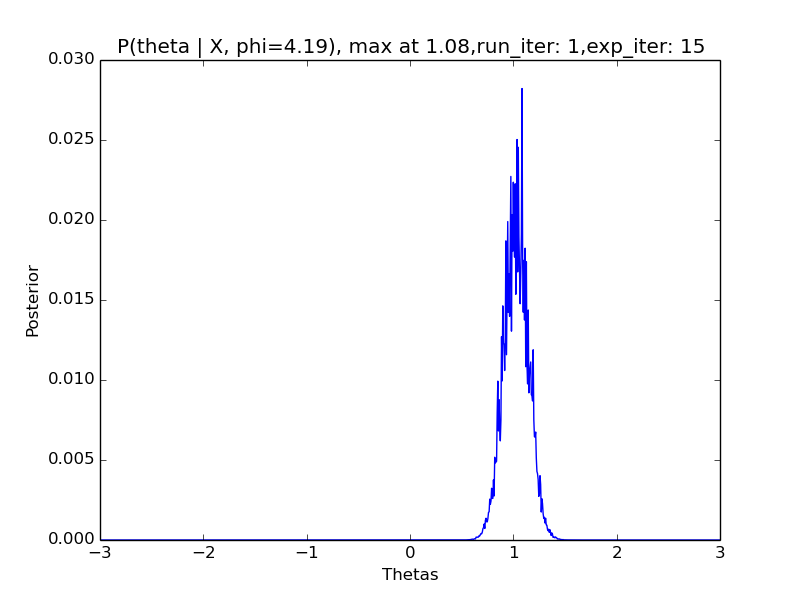 P(theta | X, phi=4.19), max at 1.08,run_iter: 1,exp_iter: 15
0.030
0.025
0.020
0.015
0.010
0.005
0.000
Posterior
−3 −2 −1 0 1 2 3
Thetas